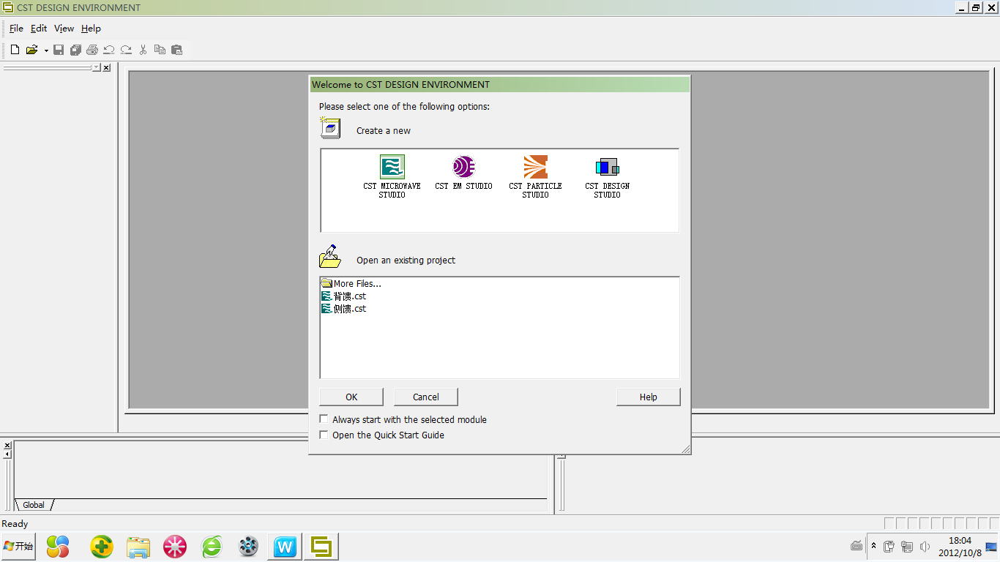 CST DESIGN ENVIRONMENT
File Edit View Help
Welcome to CST DESIGN ENVIRONMENT
Please select one of the following options:
Create a new
CST MICROWAVE
STUDIO
CST EM STUDIO
CST PARTICLE
STUDIO
CST DESIGN
STUDIO
Open an existing project
More Files...
背馈.cst
侧馈.cst
OK Cancel Help
Always start with the selected module
Open the Quick Start Guide
Global
Ready
开始
W
18:04
2012/10/8